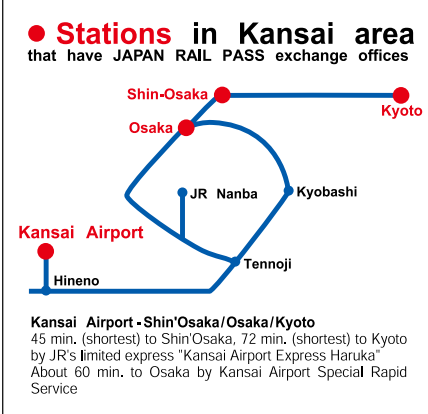 ● Stations in Kansai area
that have JAPAN RAIL PASS exchange offices
Shin-Osaka
Kyoto
Osaka
JR Nanba
Kyobashi
Kansai Airport
Tennoji
Hineno
Kansai Airport - Shin'Osaka/Osaka/Kyoto
45 min. (shortest) to Shin'Osaka, 72 min. (shortest) to Kyoto
by JR's limited express "Kansai Airport Express Haruka"
About 60 min. to Osaka by Kansai Airport Special Rapid
Service